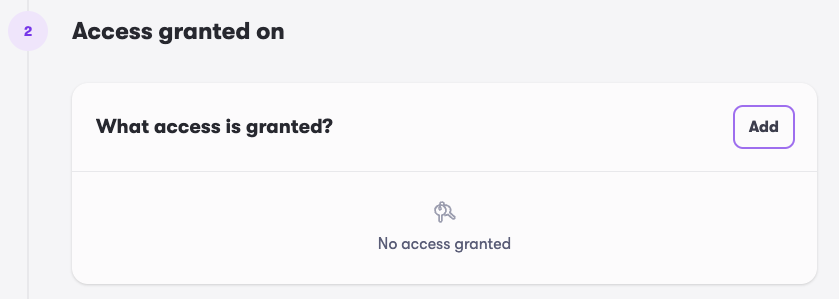 2
Access granted on
What access is granted?
Add
No access granted